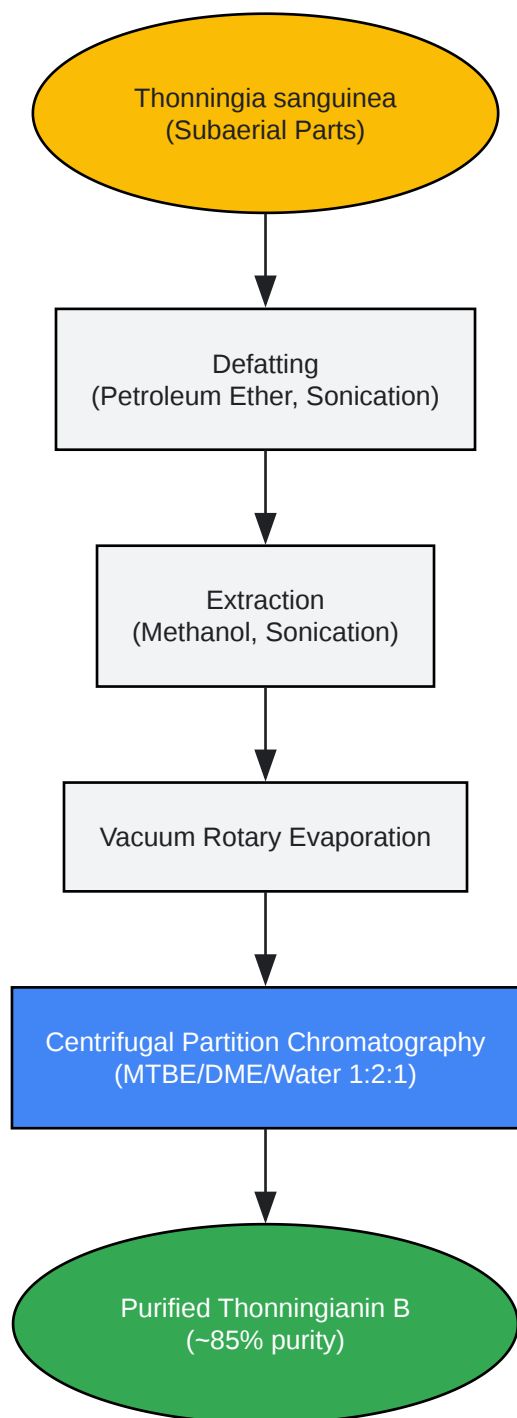 Thonningia sanguinea
(Subaerial Parts)
Defatting
(Petroleum Ether, Sonication)
Extraction
(Methanol, Sonication)
Vacuum Rotary Evaporation
Centrifugal Partition Chromatography
(MTBE/DME/Water 1:2:1)
Purified Thonningianin B
(~85% purity)